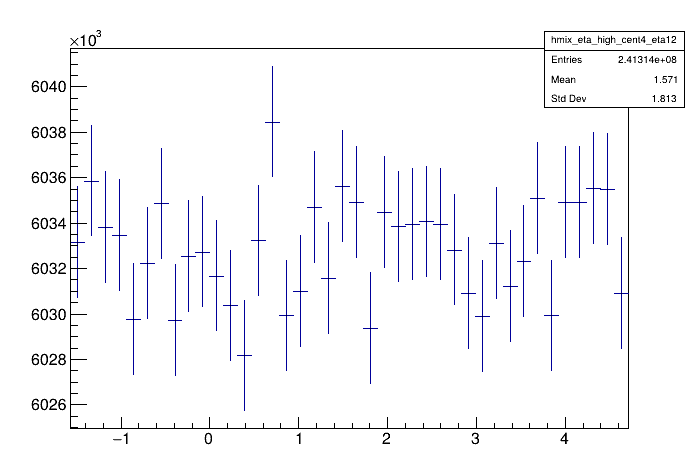 ×10³
hmix_eta_high_cent4_eta12
Entries 2.41314e+08
Mean 1.571
Std Dev 1.813
6040
6038
6036
6034
6032
6030
6028
6026
−1 0 1 2 3 4